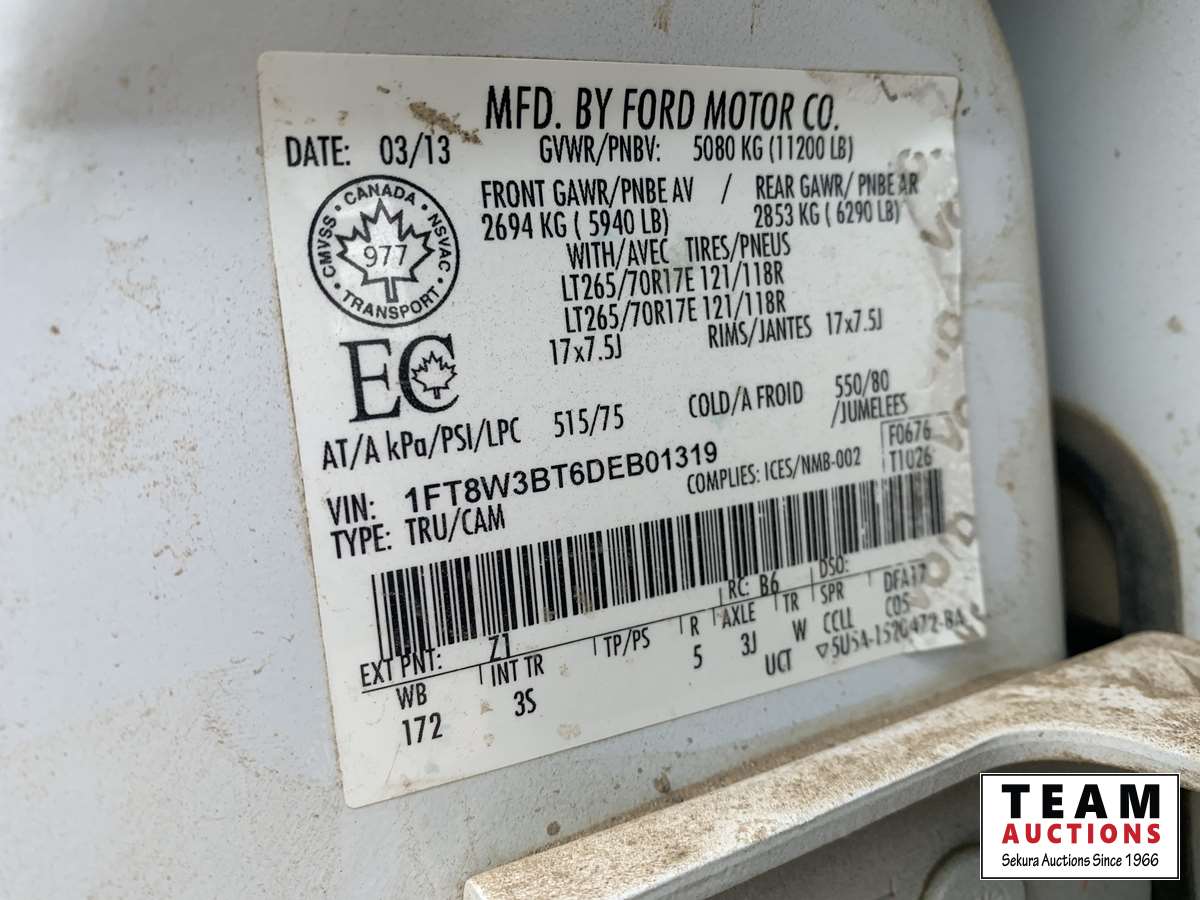 MFD. BY FORD MOTOR CO.
DATE: 03/13 GVWR/PNBV: 5080 KG (11200 LB)
FRONT GAWR/PNBE AV / REAR GAWR/ PNBE AR
2694 KG ( 5940 LB) 2853 KG ( 6290 LB)
WITH/AVEC TIRES/PNEUS
LT265/70R17E 121/118R
LT265/70R17E 121/118R
17x7.5J RIMS/JANTES 17x7.5J
CMVSS • CANADA • NSVAC • TRANSPORT
977
EC
AT/A kPa/PSI/LPC 515/75 COLD/A FROID 550/80
/JUMELEES
VIN: 1FT8W3BT6DEB01319
COMPLIES: ICES/NMB-002
F0676
T1026
TYPE: TRU/CAM
EXT PNT: Z1 RC: B6 DSO:
WB INT TR TP/PS R AXLE TR SPR DFA17
172 3S 5 3J W CCLL C05
UCT 5U5A-1520472-BA
TEAM
AUCTIONS
Sekura Auctions Since 1966